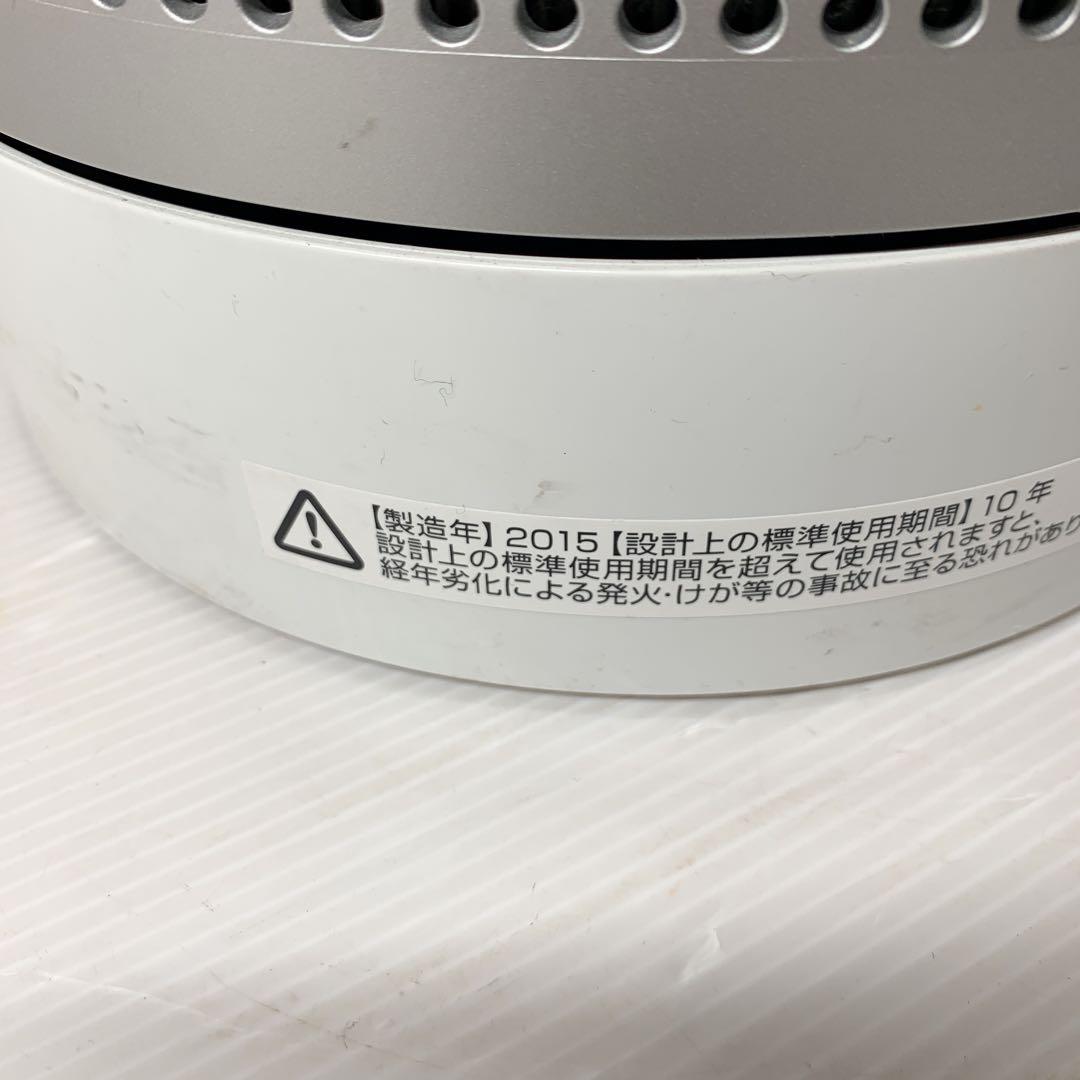 【製造年】2015【設計上の標準使用期間】10 年
設計上の標準使用期間を超えて使用されますと、
経年劣化による発火・けが等の事故に至る恐れがあり